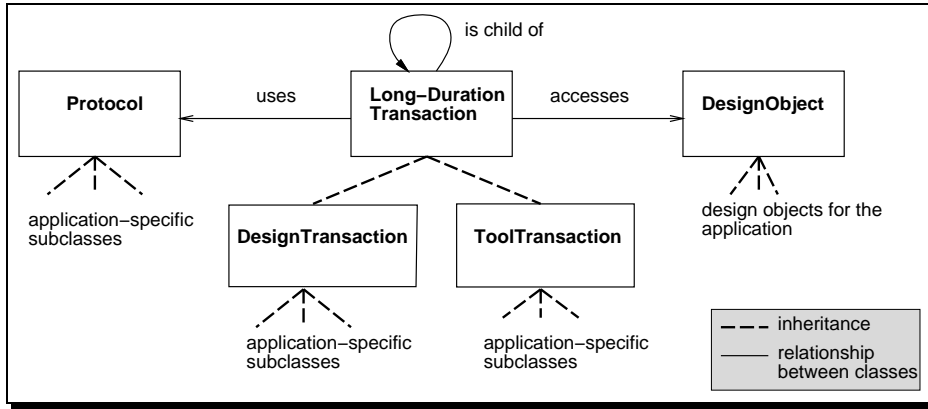 is child of
Protocol
uses
Long–Duration
Transaction
accesses
DesignObject
application–specific
subclasses
DesignTransaction
ToolTransaction
design objects for the
application
application–specific
subclasses
application–specific
subclasses
inheritance
relationship
between classes